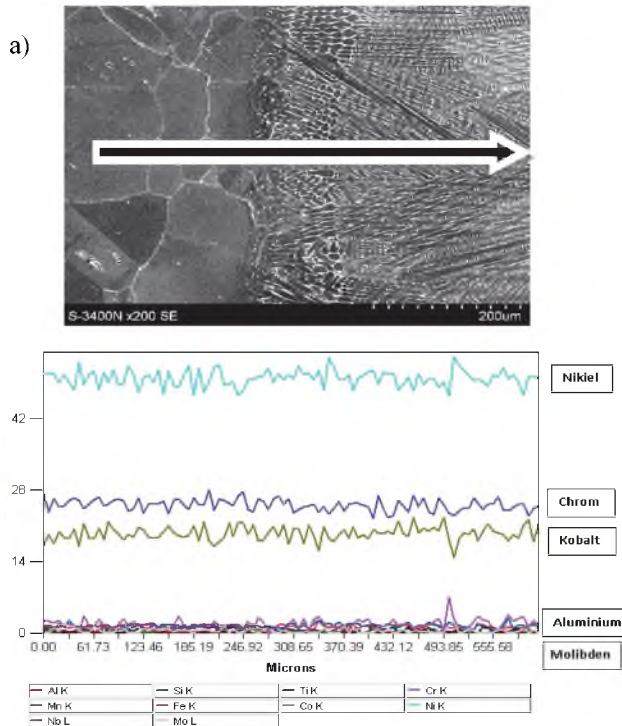 a)
S-3400N x200 SE 200um
Nikiel
42
28
Chrom
Kobalt
14
Aluminium
0
0.00 61.73 123.46 185.19 246.92 308.65 370.39 432.12 493.85 555.58
Molibden
Microns
Al K Si K Ti K Cr K
Mn K Fe K Co K Ni K
Nb L Mo L